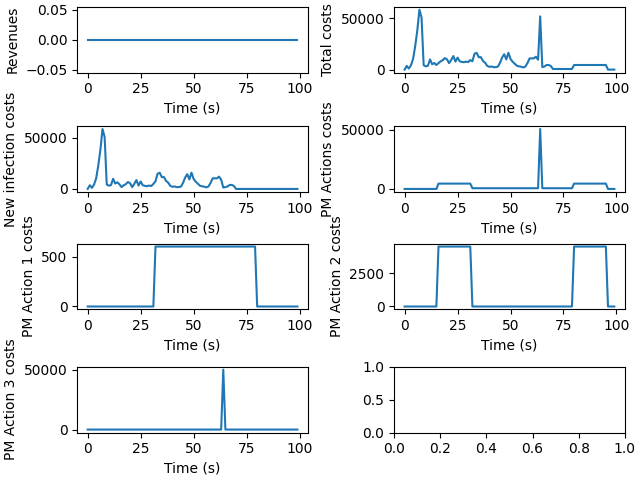 Revenues
0.05
0.00
−0.05
0 25 50 75 100
Time (s)
Total costs
50000
0
0 25 50 75 100
Time (s)
New infection costs
50000
0
0 25 50 75 100
Time (s)
PM Actions costs
50000
0
0 25 50 75 100
Time (s)
PM Action 1 costs
500
0
0 25 50 75 100
Time (s)
PM Action 2 costs
2500
0
0 25 50 75 100
Time (s)
PM Action 3 costs
50000
0
0 25 50 75 100
Time (s)
1.0
0.5
0.0
0.0 0.2 0.4 0.6 0.8 1.0